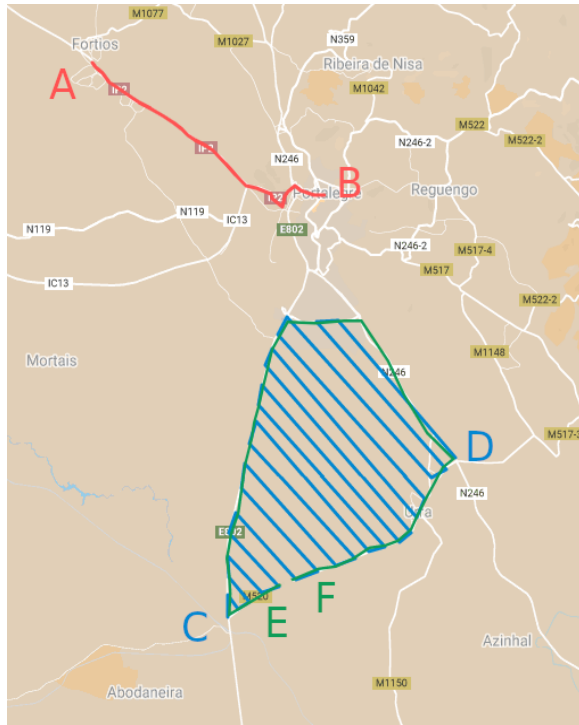 M1077
Fortios
M1027
N359
Ribeira de Nisa
A
IP2
M1042
M522
IP2
N246-2
M522-2
N246
B
Portalegre
Reguengo
IP2
N119
N119
IC13
E802
N246-2
M517-4
M517
IC13
M522-2
Mortais
M1148
N246
D
M517-
N246
Urra
E802
M520
C
E
F
Azinhal
M1150
Abodaneira